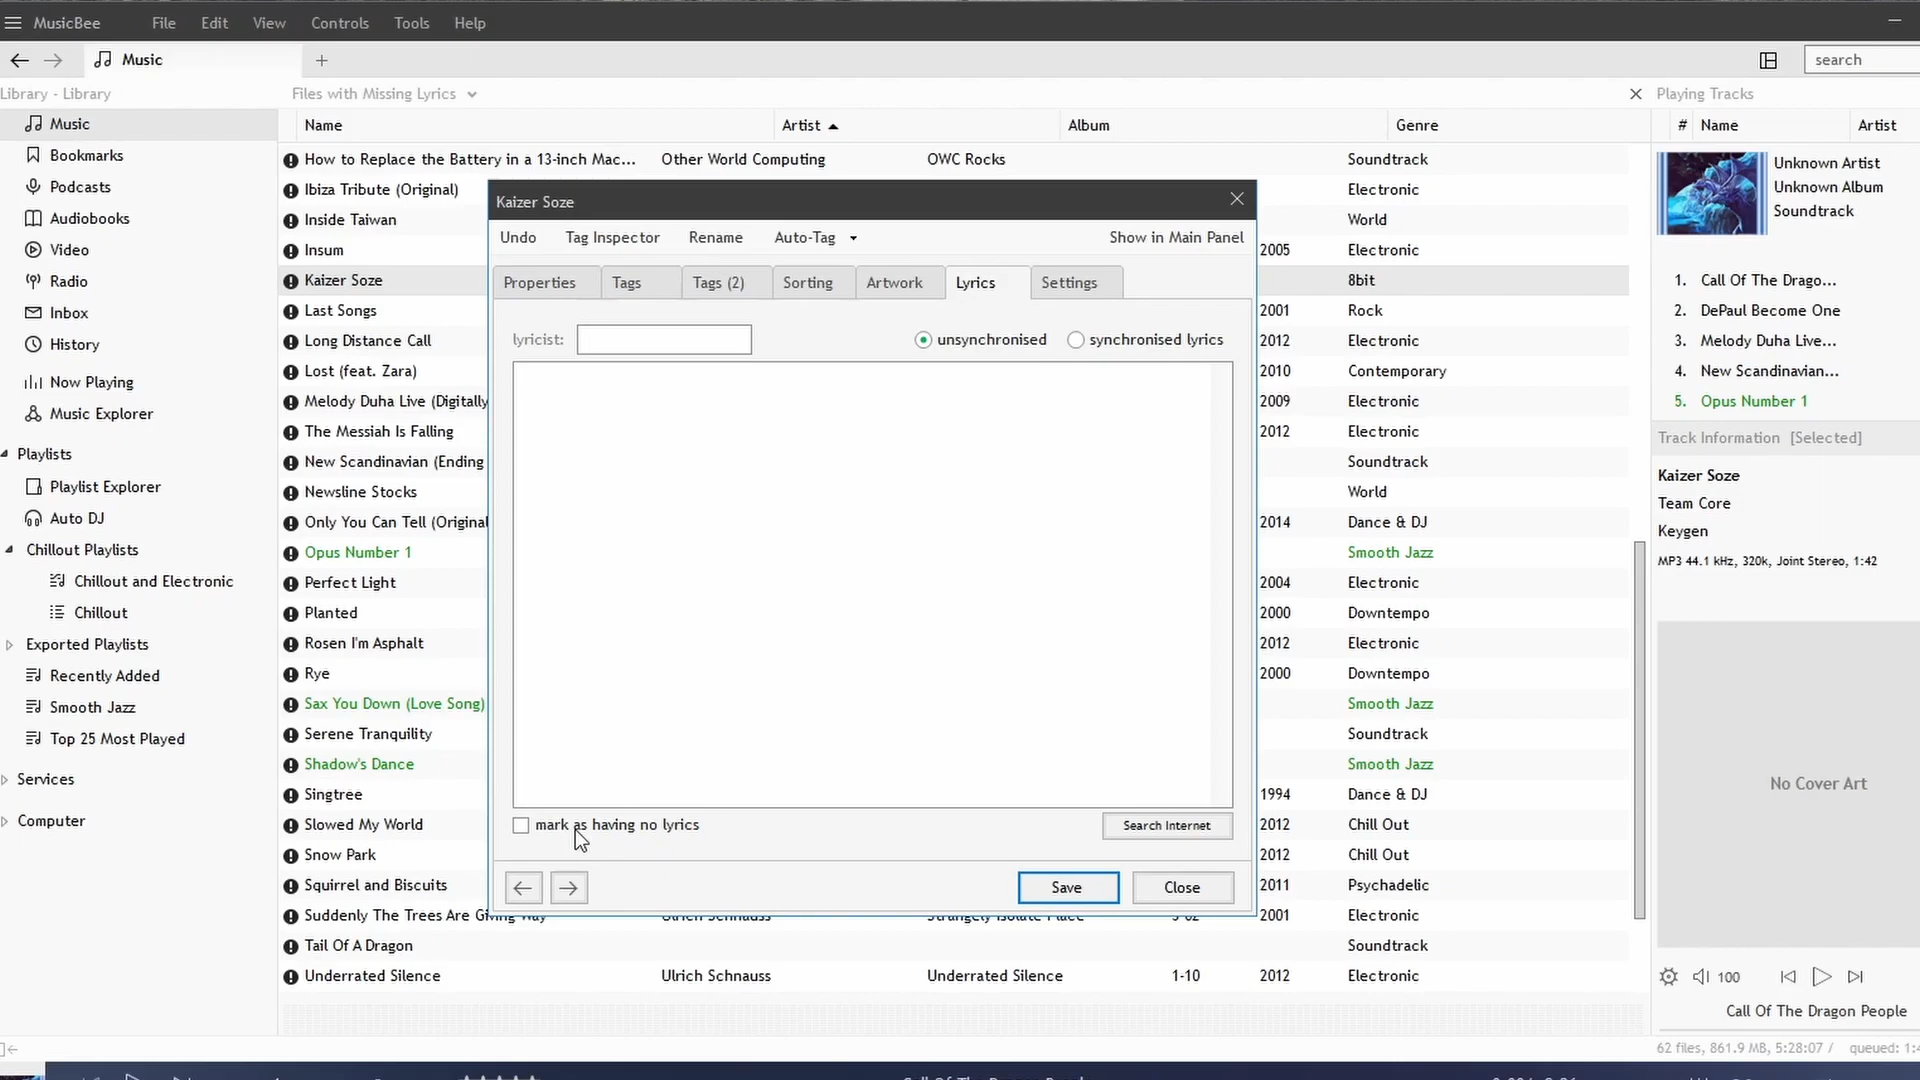 MusicBee File Edit View Controls Tools Help
Music + search
Library - Library
Music
Bookmarks
Podcasts
Audiobooks
Video
Radio
Inbox
History
Now Playing
Music Explorer
Playlists
Playlist Explorer
Auto DJ
Chillout Playlists
Chillout and Electronic
Chillout
Exported Playlists
Recently Added
Smooth Jazz
Top 25 Most Played
Services
Computer
Files with Missing Lyrics
Name Artist Album Genre
How to Replace the Battery in a 13-inch Mac... Other World Computing OWC Rocks Soundtrack
Ibiza Tribute (Original) Electronic
Inside Taiwan World
Insum 2005 Electronic
Kaizer Soze 8bit
Last Songs 2001 Rock
Long Distance Call 2012 Electronic
Lost (feat. Zara) 2010 Contemporary
Melody Duha Live (Digitally 2009 Electronic
The Messiah Is Falling 2012 Electronic
New Scandinavian (Ending Soundtrack
Newsline Stocks World
Only You Can Tell (Original 2014 Dance & DJ
Opus Number 1 Smooth Jazz
Perfect Light 2004 Electronic
Planted 2000 Downtempo
Rosen I'm Asphalt 2012 Electronic
Rye 2000 Downtempo
Sax You Down (Love Song) Smooth Jazz
Serene Tranquility Soundtrack
Shadow's Dance Smooth Jazz
Singtree 1994 Dance & DJ
Slowed My World 2012 Chill Out
Snow Park 2012 Chill Out
Squirrel and Biscuits 2011 Psychadelic
Suddenly The Trees Are Giving Way Ulrich Schnauss Strangely Isolate Place 2001 Electronic
Tail Of A Dragon Soundtrack
Underrated Silence Ulrich Schnauss Underrated Silence 1-10 2012 Electronic
Kaizer Soze
Undo Tag Inspector Rename Auto-Tag Show in Main Panel
Properties Tags Tags (2) Sorting Artwork Lyrics Settings
lyricist: unsynchronised synchronised lyrics
mark as having no lyrics Search Internet
Save Close
Playing Tracks
# Name Artist
Unknown Artist
Unknown Album
Soundtrack
1. Call Of The Drago...
2. DePaul Become One
3. Melody Duha Live...
4. New Scandinavian...
5. Opus Number 1
Track Information [Selected]
Kaizer Soze
Team Core
Keygen
MP3 44.1 kHz, 320k, Joint Stereo, 1:42
No Cover Art
100
Call Of The Dragon People
62 files, 861.9 MB, 5:28:07 / queued: 1:4